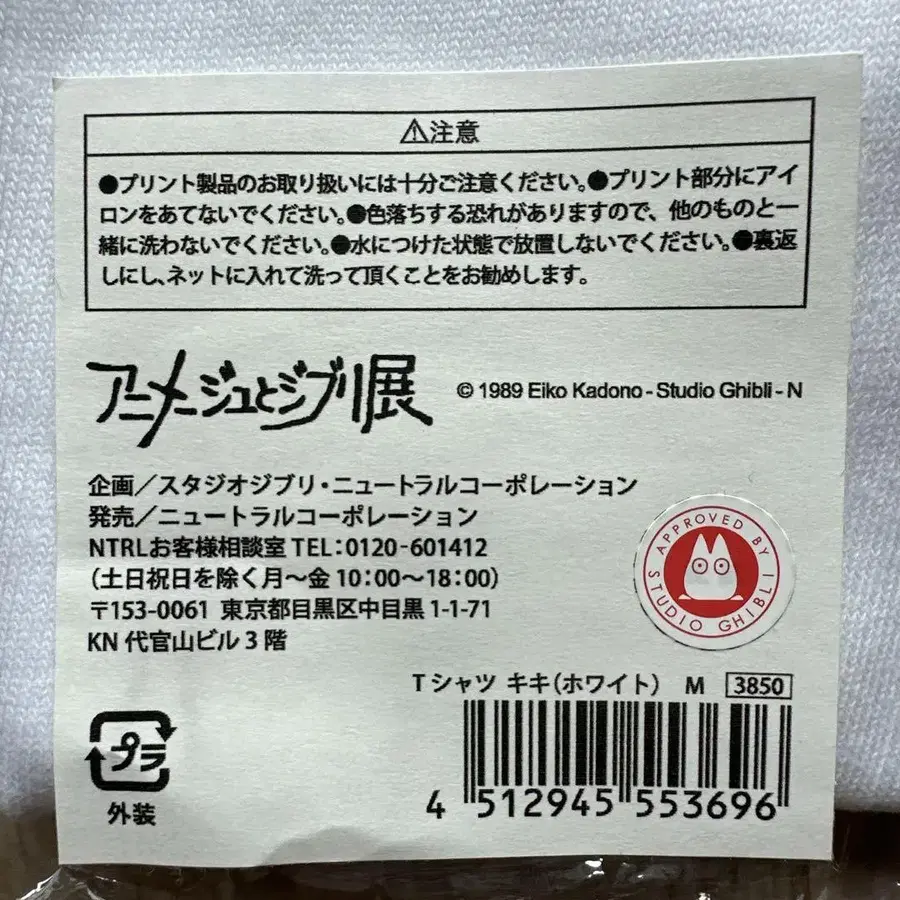 ⚠注意
●プリント製品のお取り扱いには十分ご注意ください。●プリント部分にアイ
ロンをあてないでください。●色落ちする恐れがありますので、他のものと一
緒に洗わないでください。●水につけた状態で放置しないでください。●裏返
しにし、ネットに入れて洗って頂くことをお勧めします。
アニメージュとジブリ展
© 1989 Eiko Kadono - Studio Ghibli - N
企画／スタジオジブリ・ニュートラルコーポレーション
発売／ニュートラルコーポレーション
NTRLお客様相談室 TEL：0120-601412
（土日祝日を除く月〜金 10：00〜18：00）
〒153-0061 東京都目黒区中目黒 1-1-71
KN 代官山ビル 3 階
APPROVED BY
STUDIO GHIBLI
Tシャツ キキ（ホワイト） M 3850
プラ
外装
4 512945 553696